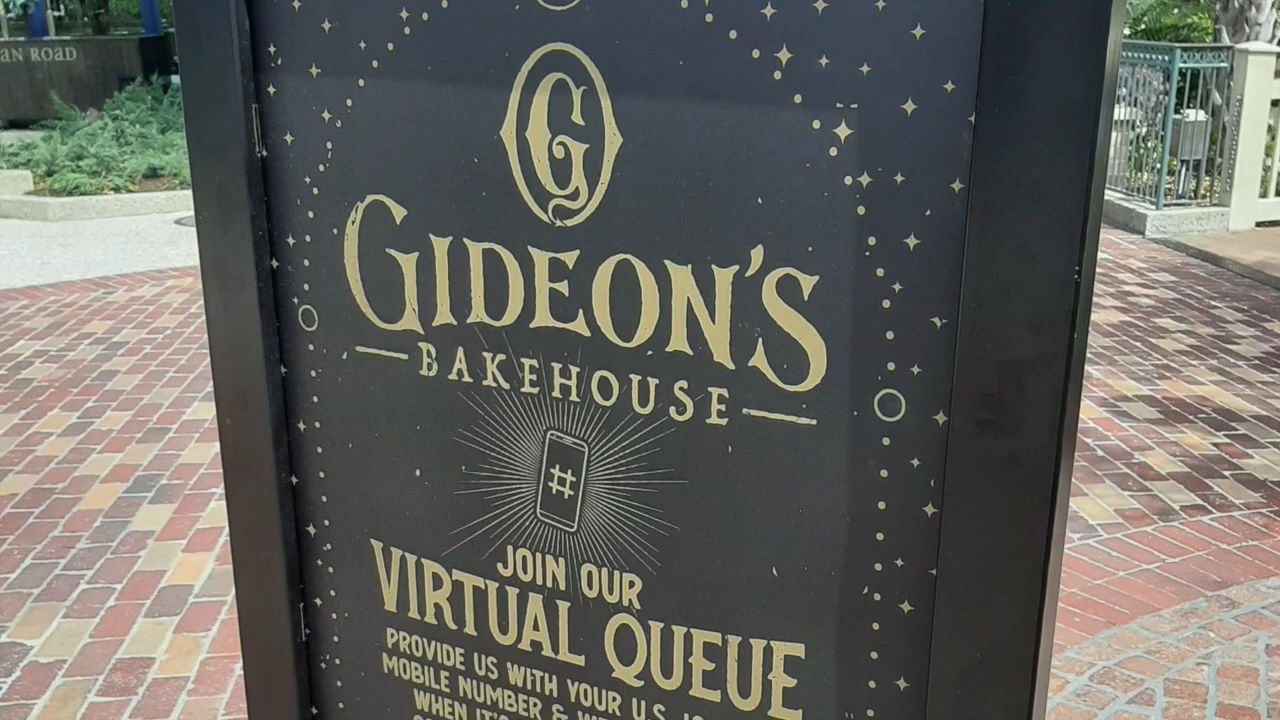 AN ROAD
G
GIDEON'S
BAKEHOUSE
#
JOIN OUR
VIRTUAL QUEUE
PROVIDE US WITH YOUR U.S.
MOBILE NUMBER & WE
WHEN IT'S